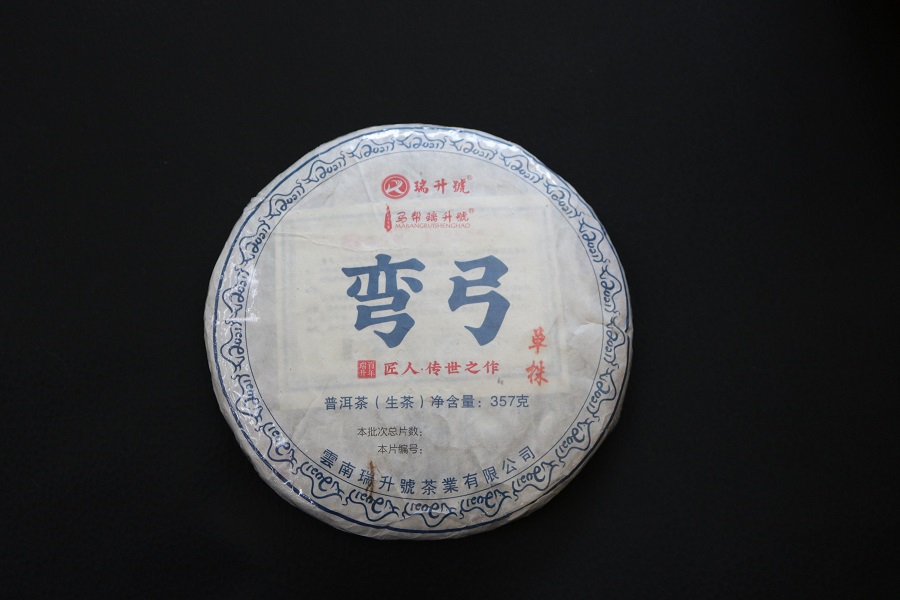 瑞升號®
马帮瑞升號®
MABANGRUISHENGHAO
弯弓
單株
匠人·传世之作
普洱茶（生茶）净含量：357克
本批次总片数：
本片编号：
雲南瑞升號茶業有限公司